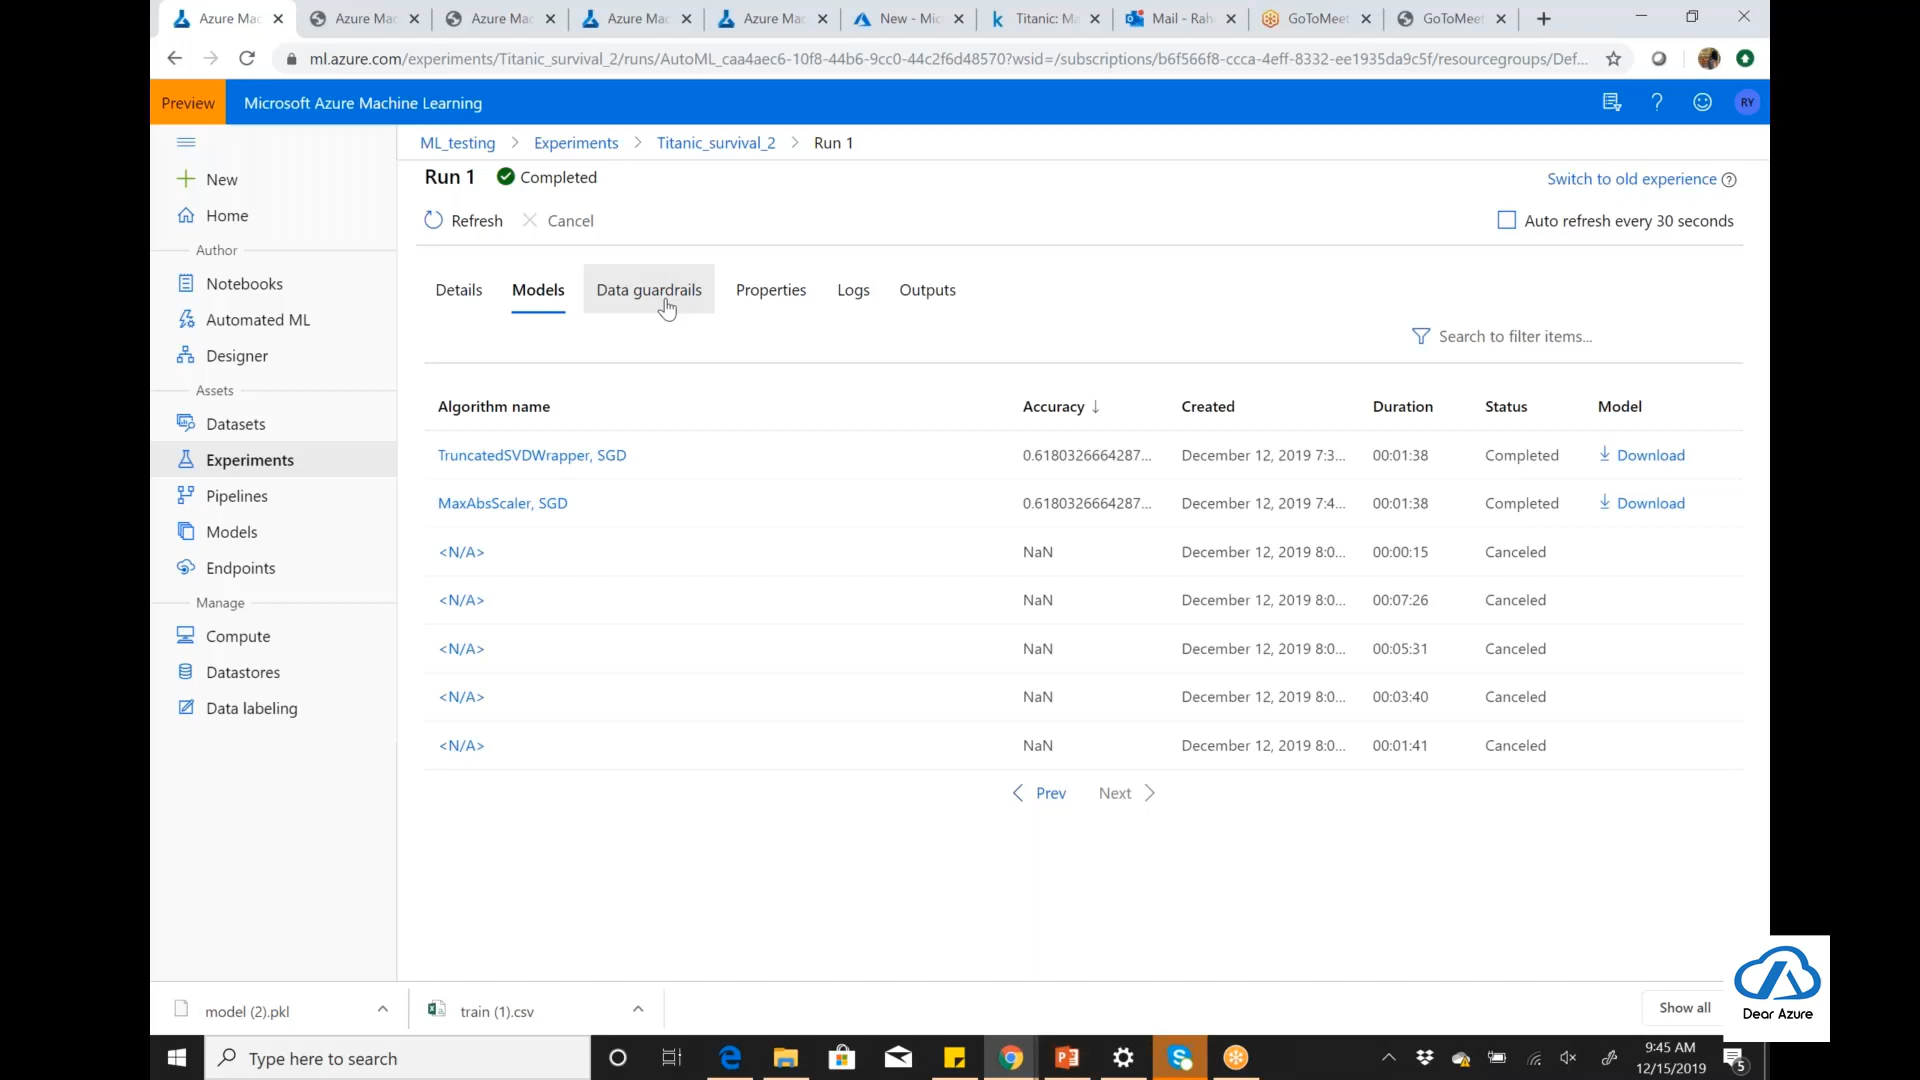 Azure Mac
Azure Mac
Azure Mac
Azure Mac
Azure Mac
New - Mic
Titanic: Ma
Mail - Rah
GoToMeet
GoToMeet
ml.azure.com/experiments/Titanic_survival_2/runs/AutoML_caa4aec6-10f8-44b6-9cc0-44c2f6d48570?wsid=/subscriptions/b6f566f8-ccca-4eff-8332-ee1935da9c5f/resourcegroups/Def...
Preview
Microsoft Azure Machine Learning
RY
ML_testing > Experiments > Titanic_survival_2 > Run 1
New
Home
Author
Notebooks
Automated ML
Designer
Assets
Datasets
Experiments
Pipelines
Models
Endpoints
Manage
Compute
Datastores
Data labeling
Run 1 Completed
Switch to old experience
Refresh Cancel
Auto refresh every 30 seconds
Details Models Data guardrails Properties Logs Outputs
Search to filter items...
Algorithm name Accuracy ↓ Created Duration Status Model
TruncatedSVDWrapper, SGD 0.6180326664287... December 12, 2019 7:3... 00:01:38 Completed Download
MaxAbsScaler, SGD 0.6180326664287... December 12, 2019 7:4... 00:01:38 Completed Download
<N/A> NaN December 12, 2019 8:0... 00:00:15 Canceled
<N/A> NaN December 12, 2019 8:0... 00:07:26 Canceled
<N/A> NaN December 12, 2019 8:0... 00:05:31 Canceled
<N/A> NaN December 12, 2019 8:0... 00:03:40 Canceled
<N/A> NaN December 12, 2019 8:0... 00:01:41 Canceled
Prev Next
model (2).pkl
train (1).csv
Show all
Dear Azure
Type here to search
9:45 AM
12/15/2019
5